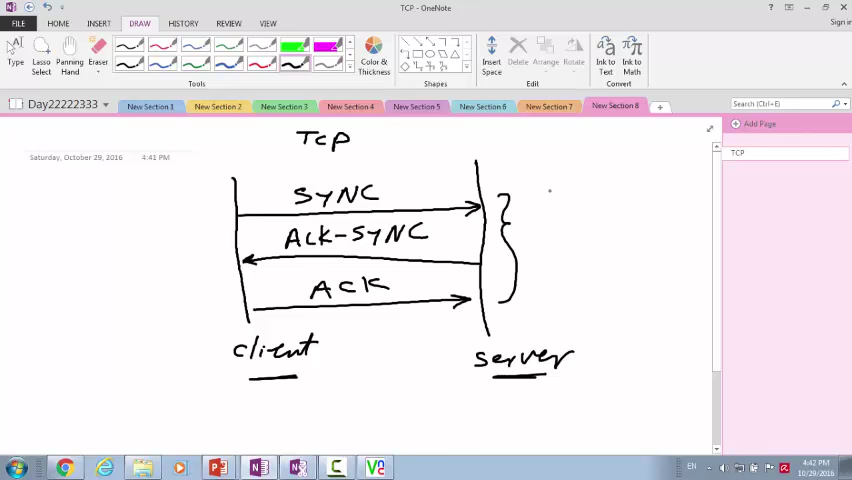 TCP - OneNote
FILE HOME INSERT DRAW HISTORY REVIEW VIEW
Sign in
Type Lasso Select Panning Hand Eraser Color & Thickness Insert Space Delete Arrange Rotate Ink to Text Ink to Math
Tools Shapes Edit Convert
Day22222333 New Section 1 New Section 2 New Section 3 New Section 4 New Section 5 New Section 6 New Section 7 New Section 8
Search (Ctrl+E)
Add Page
TCP
TCP
Saturday, October 29, 2016 4:41 PM
SYNC
ACK-SYNC
ACK
client
server
EN
4:42 PM
10/29/2016